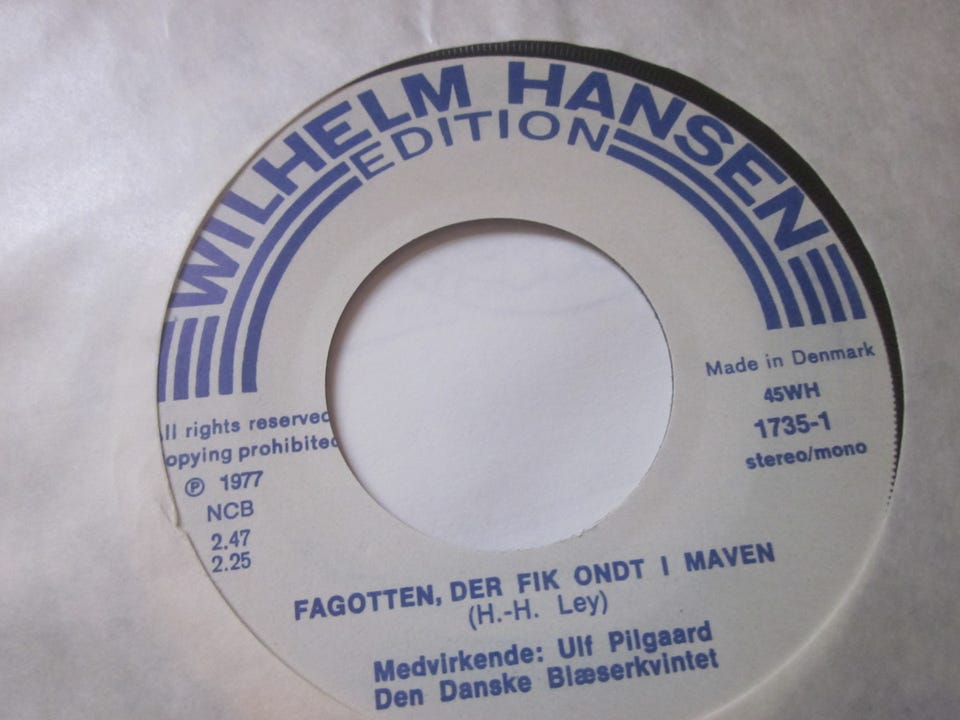 WILHELM HANSEN
EDITION
ll rights reserved
opying prohibited
Ⓟ 1977
NCB
2.47
2.25
Made in Denmark
45WH
1735-1
stereo/mono
FAGOTTEN, DER FIK ONDT I MAVEN
(H.-H. Ley)
Medvirkende: Ulf Pilgaard
Den Danske Blæserkvintet